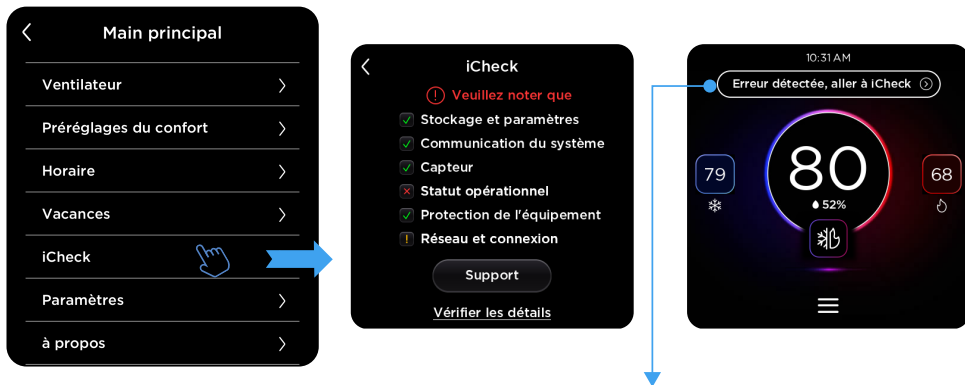 Main principal
Ventilateur
Préréglages du confort
Horaire
Vacances
iCheck
Paramètres
à propos
iCheck
Veuillez noter que
Stockage et paramètres
Communication du système
Capteur
Statut opérationnel
Protection de l'équipement
Réseau et connexion
Support
Vérifier les détails
10:31 AM
Erreur détectée, aller à iCheck
79
80
68
52%